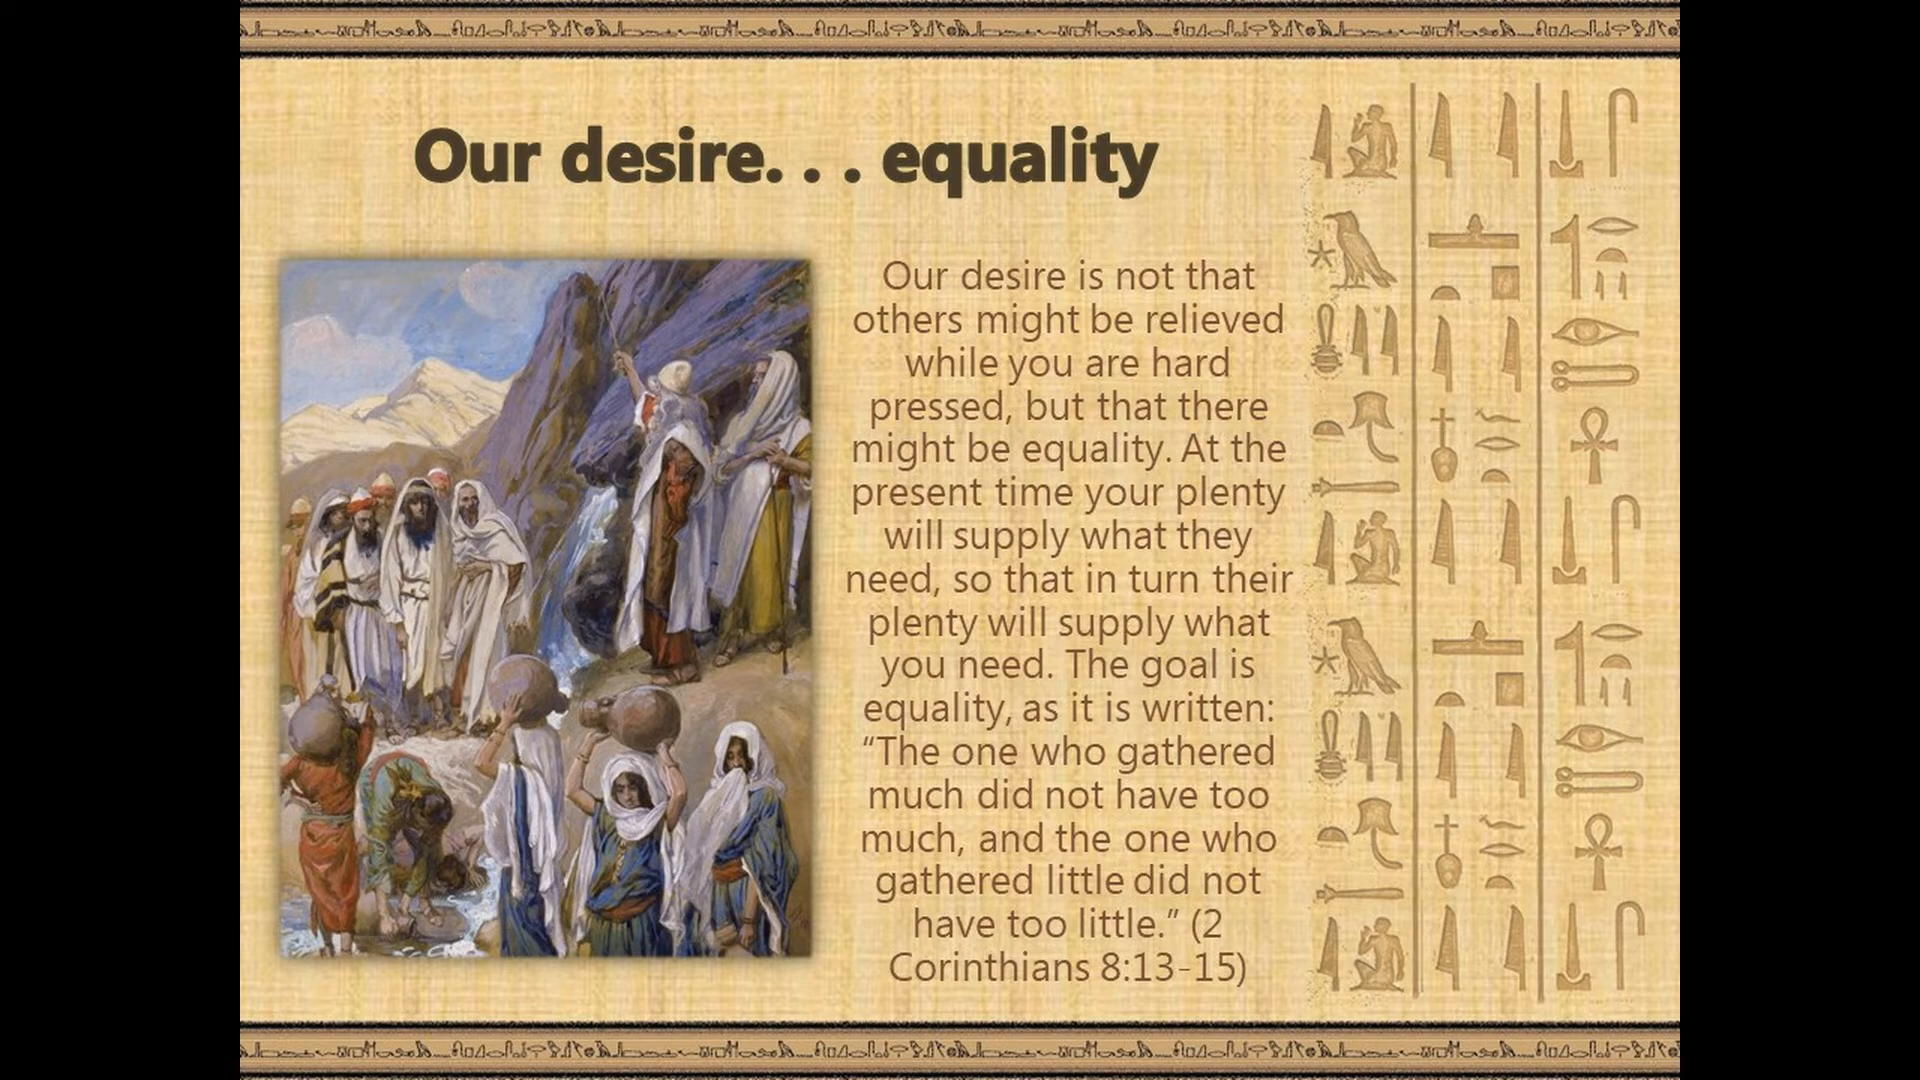 Our desire. . . equality
Our desire is not that
others might be relieved
while you are hard
pressed, but that there
might be equality. At the
present time your plenty
will supply what they
need, so that in turn their
plenty will supply what
you need. The goal is
equality, as it is written:
“The one who gathered
much did not have too
much, and the one who
gathered little did not
have too little.” (2
Corinthians 8:13-15)